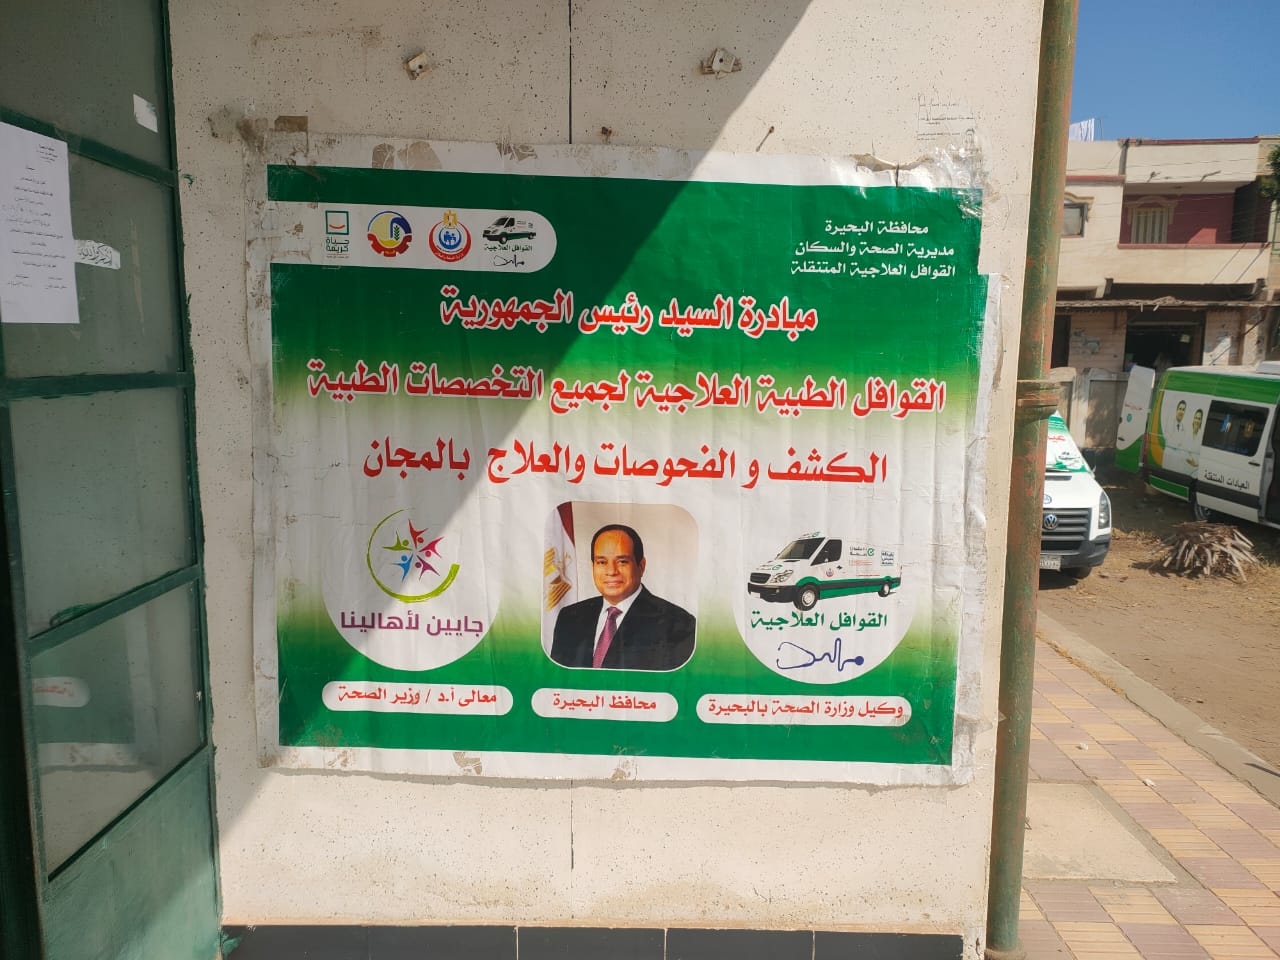 محافظة البحيرة
مديرية الصحة والسكان
القوافل العلاجية المتنقلة
القوافل العلاجية
حياة كريمة
مبادرة السيد رئيس الجمهورية
القوافل الطبية العلاجية لجميع التخصصات الطبية
الكشف و الفحوصات والعلاج بالمجان
القوافل العلاجية
جايين لأهالينا
وكيل وزارة الصحة بالبحيرة
محافظ البحيرة
معالى أ.د / وزير الصحة
العيادات المتنقلة